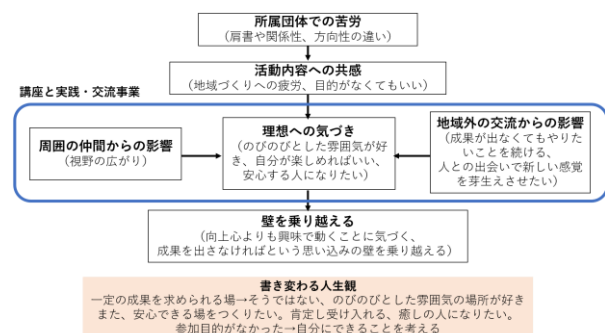 所属団体での苦労
（肩書や関係性、方向性の違い）
活動内容への共感
（地域づくりへの疲労、目的がなくてもいい）
講座と実践・交流事業
周囲の仲間からの影響
（視野の広がり）
理想への気づき
（のびのびとした雰囲気が好
き、自分が楽しめればいい、
安心する人になりたい）
地域外の交流からの影響
（成果が出なくてもやりた
いことを続ける、
人との出会いで新しい感覚
を芽生えさせたい）
壁を乗り越える
（向上心よりも興味で動くことに気づく、
成果を出さなければという思い込みの壁を乗り越える）
書き変わる人生観
一定の成果を求められる場→そうではない、のびのびとした雰囲気の場所が好き
また、安心できる場をつくりたい。肯定し受け入れる、癒しの人になりたい。
参加目的がなかった→自分にできることを考える